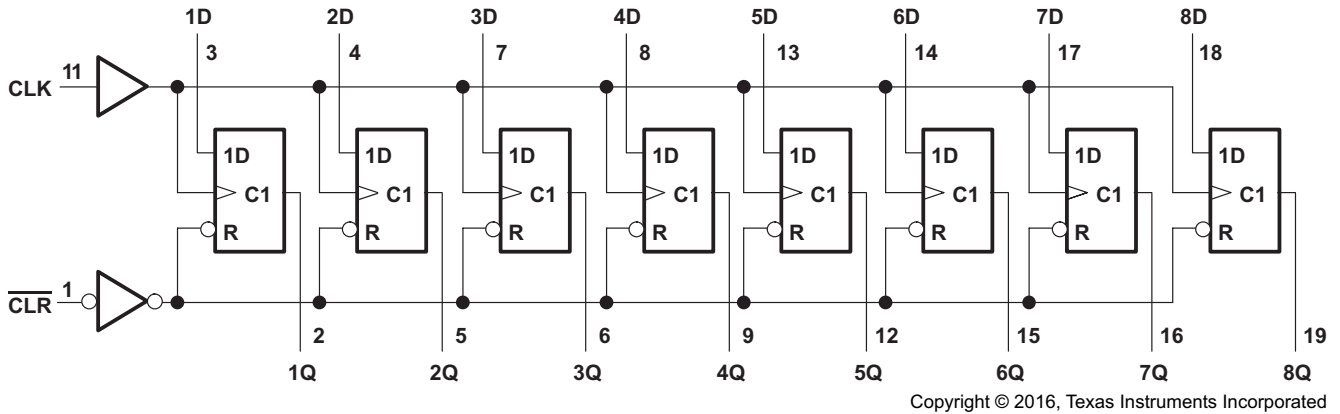 1D 2D 3D 4D 5D 6D 7D 8D
3 4 7 8 13 14 17 18
CLK 11
1D 1D 1D 1D 1D 1D 1D 1D
C1 C1 C1 C1 C1 C1 C1 C1
R R R R R R R R
CLR 1
2 5 6 9 12 15 16 19
1Q 2Q 3Q 4Q 5Q 6Q 7Q 8Q
Copyright © 2016, Texas Instruments Incorporated